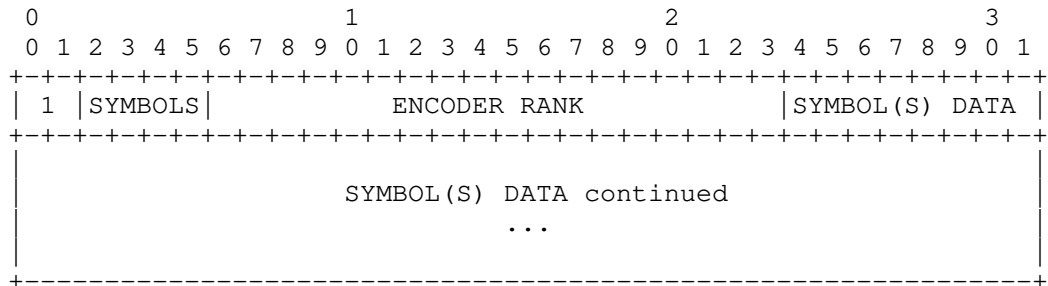 0                   1                   2                   3
 0 1 2 3 4 5 6 7 8 9 0 1 2 3 4 5 6 7 8 9 0 1 2 3 4 5 6 7 8 9 0 1
+-+-+-+-+-+-+-+-+-+-+-+-+-+-+-+-+-+-+-+-+-+-+-+-+-+-+-+-+-+-+-+-+
| 1 |SYMBOLS|           ENCODER RANK            |SYMBOL(S) DATA |
+-+-+-+-+-+-+-+-+-+-+-+-+-+-+-+-+-+-+-+-+-+-+-+-+-+-+-+-+-+-+-+-+
|                                                               |
|                    SYMBOL(S) DATA continued                   |
|                              ...                              |
|                                                               |
+---------------------------------------------------------------+